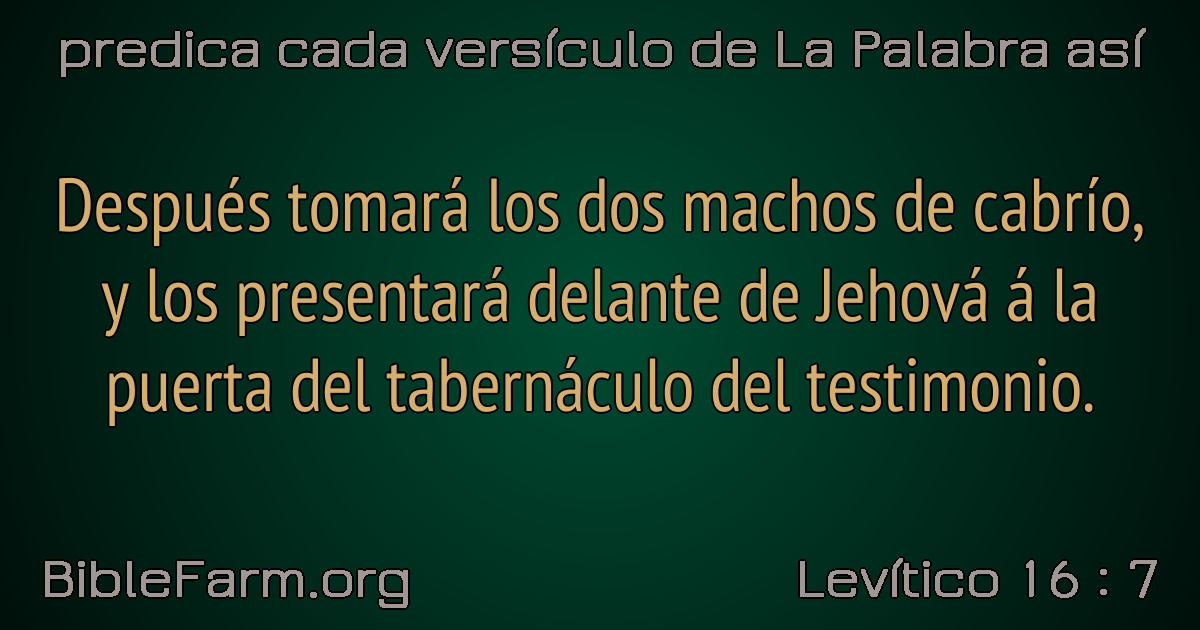 predica cada versículo de La Palabra así
Después tomará los dos machos de cabrío,
y los presentará delante de Jehová á la
puerta del tabernáculo del testimonio.
BibleFarm.org
Levítico 16 : 7